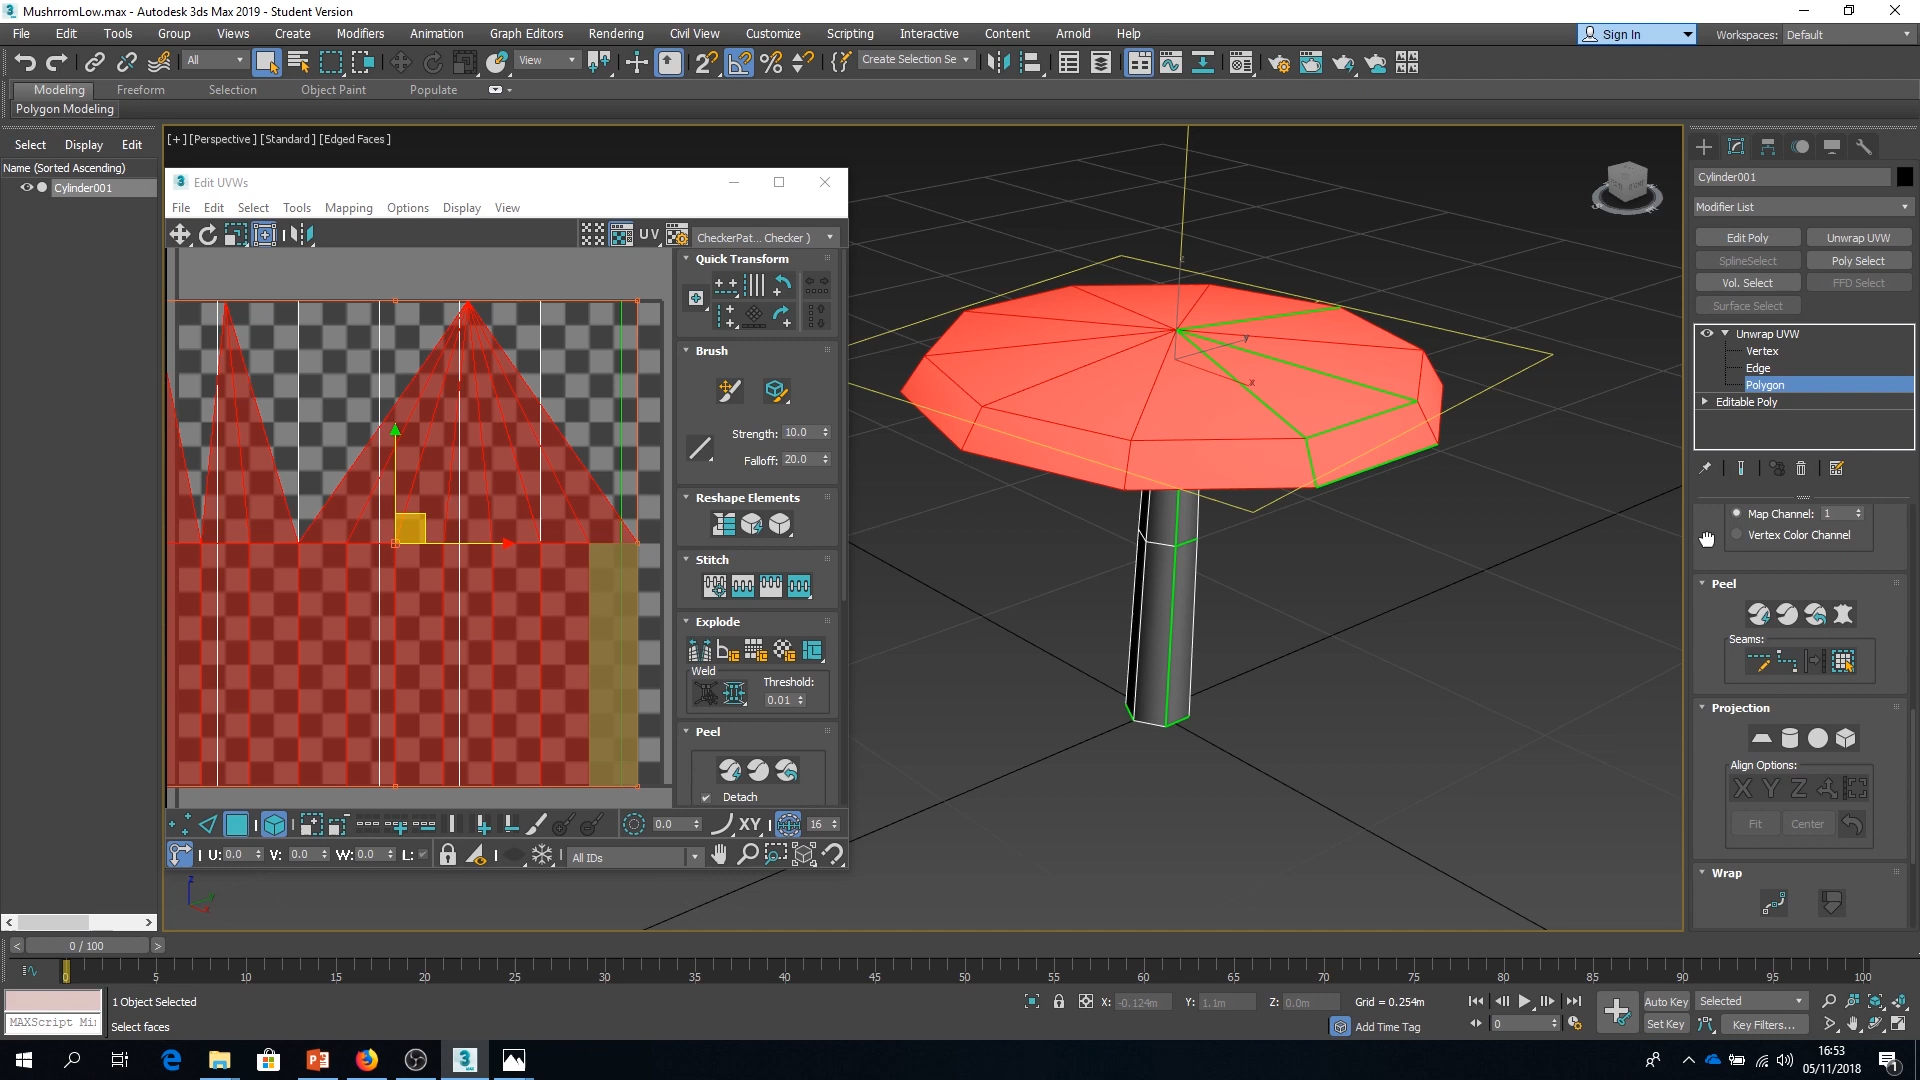 MushrromLow.max - Autodesk 3ds Max 2019 - Student Version
File Edit Tools Group Views Create Modifiers Animation Graph Editors Rendering Civil View Customize Scripting Interactive Content Arnold Help
Sign In
Workspaces: Default
All
View
Create Selection Se
Modeling Freeform Selection Object Paint Populate
Polygon Modeling
Select Display Edit
Name (Sorted Ascending)
Cylinder001
[+] [Perspective] [Standard] [Edged Faces]
Edit UVWs
File Edit Select Tools Mapping Options Display View
UV
CheckerPat... Checker )
Quick Transform
Brush
Strength: 10.0
Falloff: 20.0
Reshape Elements
Stitch
Explode
Weld
Threshold:
0.01
Peel
Detach
0.0
XY
16
U: 0.0 V: 0.0 W: 0.0 L:
All IDs
z
y
x
Cylinder001
Modifier List
Edit Poly Unwrap UVW
SplineSelect Poly Select
Vol. Select FFD Select
Surface Select
Unwrap UVW
Vertex
Edge
Polygon
Editable Poly
Map Channel: 1
Vertex Color Channel
Peel
Seams:
Projection
Align Options:
X Y Z
Fit Center
Wrap
0 / 100
0 5 10 15 20 25 30 35 40 45 50 55 60 65 70 75 80 85 90 95 100
1 Object Selected
X: -0.124m Y: 1.1m Z: 0.0m Grid = 0.254m
Auto Key Selected
MAXScript Mi
Select faces
Add Time Tag
0
Set Key Key Filters...
16:53
05/11/2018
1